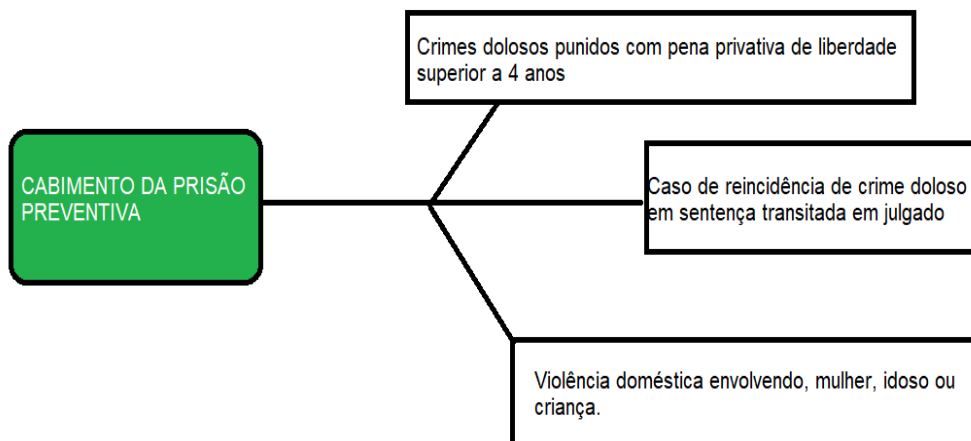 Crimes dolosos punidos com pena privativa de liberdade
superior a 4 anos
CABIMENTO DA PRISÃO
PREVENTIVA
Caso de reincidência de crime doloso
em sentença transitada em julgado
Violência doméstica envolvendo, mulher, idoso ou
criança.